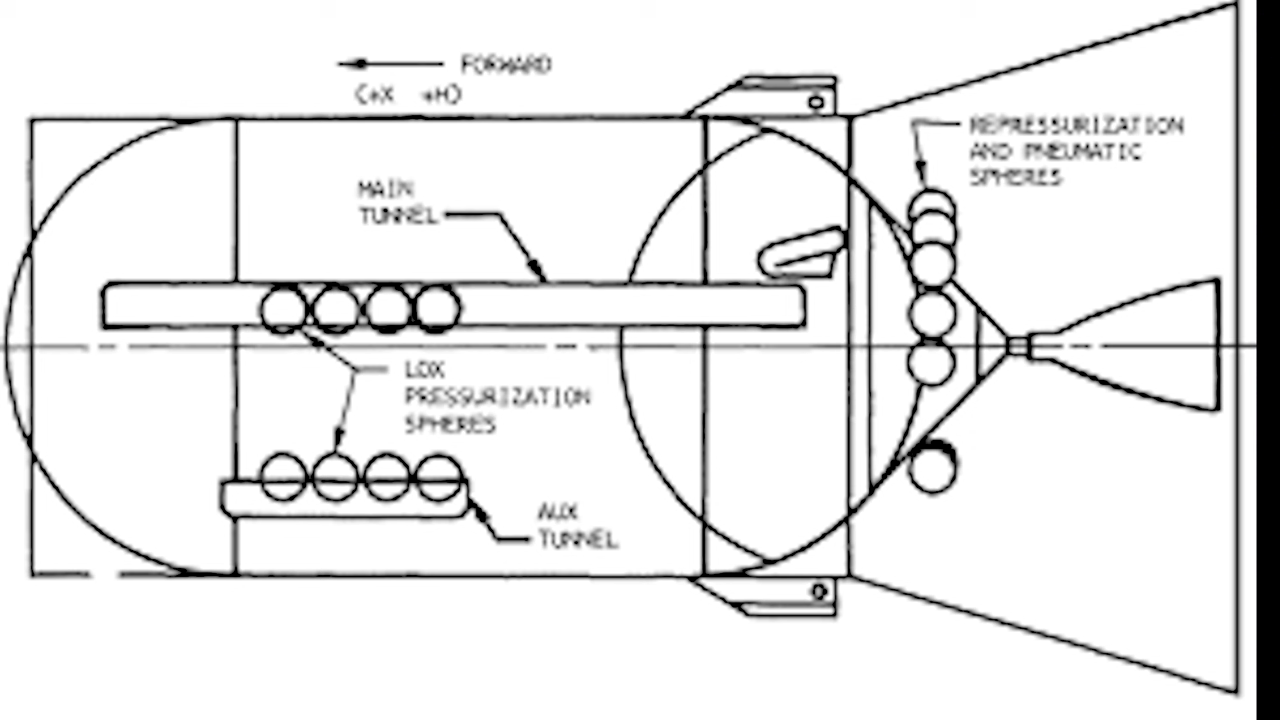 FORWARD
(+X +H)
REPRESSURIZATION
AND PNEUMATIC
SPHERES
MAIN
TUNNEL
LOX
PRESSURIZATION
SPHERES
AUX
TUNNEL